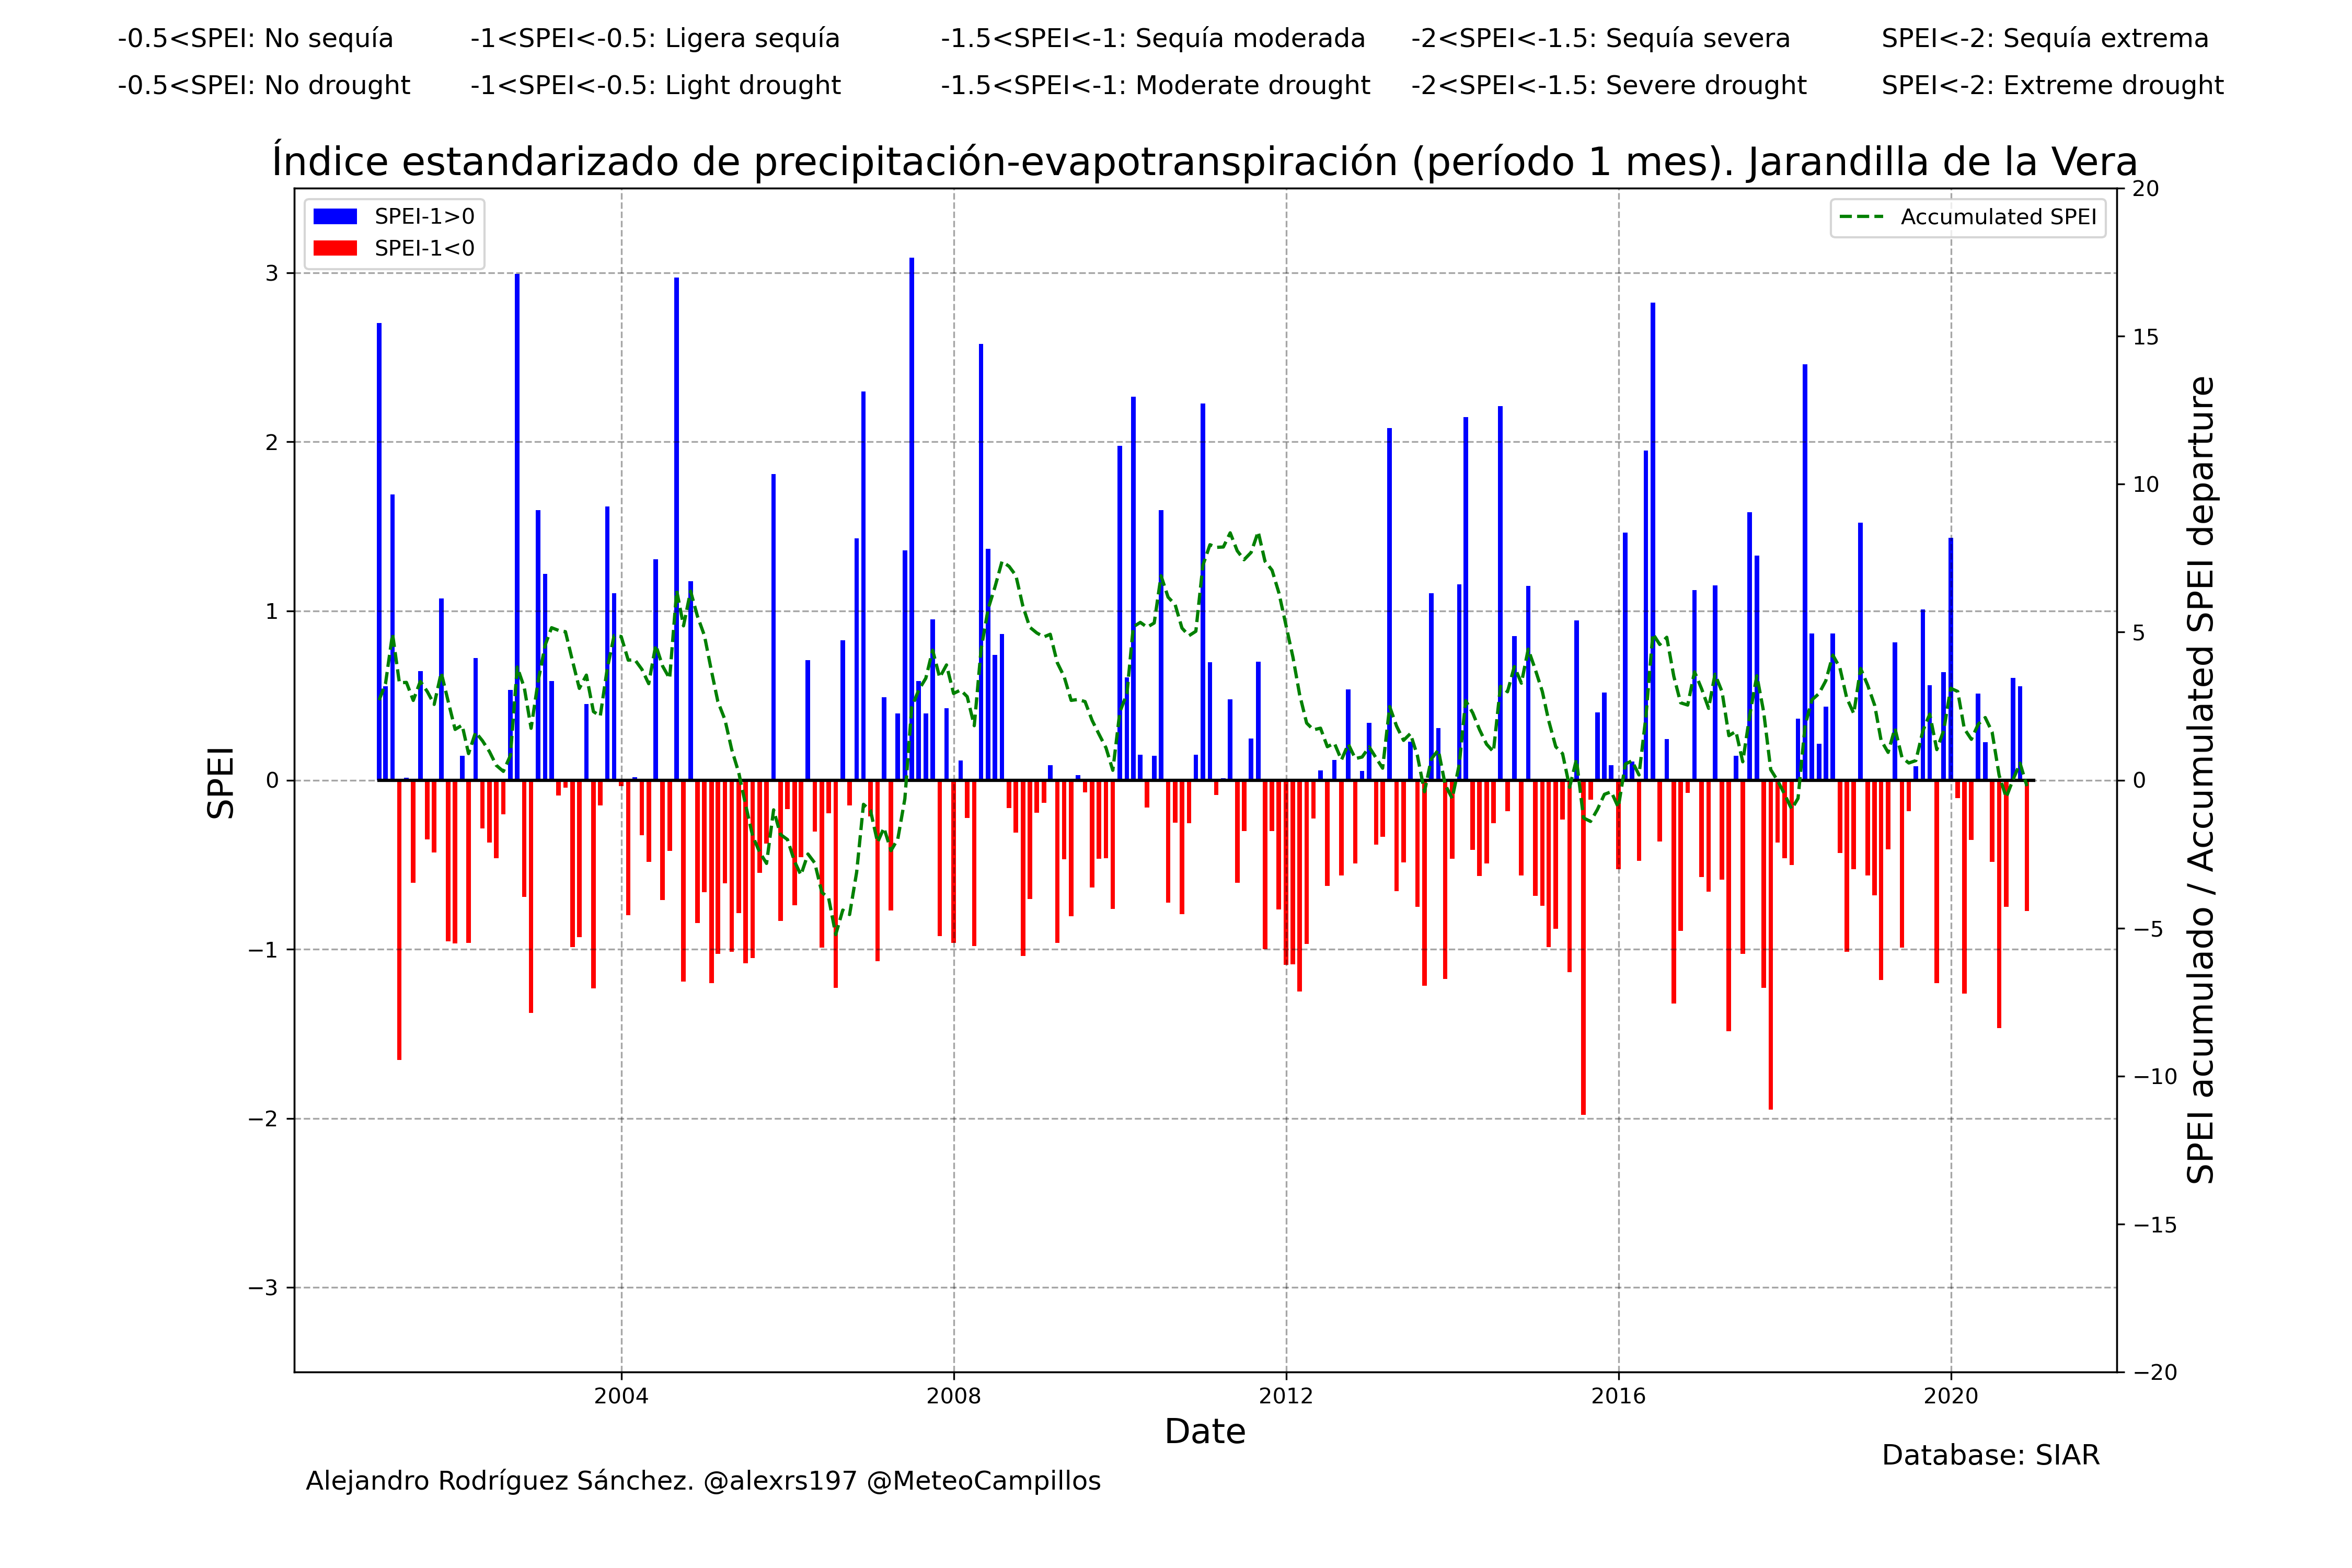 -0.5<SPEI: No sequía -1<SPEI<-0.5: Ligera sequía -1.5<SPEI<-1: Sequía moderada -2<SPEI<-1.5: Sequía severa SPEI<-2: Sequía extrema
-0.5<SPEI: No drought -1<SPEI<-0.5: Light drought -1.5<SPEI<-1: Moderate drought -2<SPEI<-1.5: Severe drought SPEI<-2: Extreme drought
Índice estandarizado de precipitación-evapotranspiración (período 1 mes). Jarandilla de la Vera
SPEI-1>0
SPEI-1<0
Accumulated SPEI
SPEI
3
2
1
0
−1
−2
−3
20
15
10
5
0
−5
−10
−15
−20
SPEI acumulado / Accumulated SPEI departure
2004 2008 2012 2016 2020
Date
Database: SIAR
Alejandro Rodríguez Sánchez. @alexrs197 @MeteoCampillos